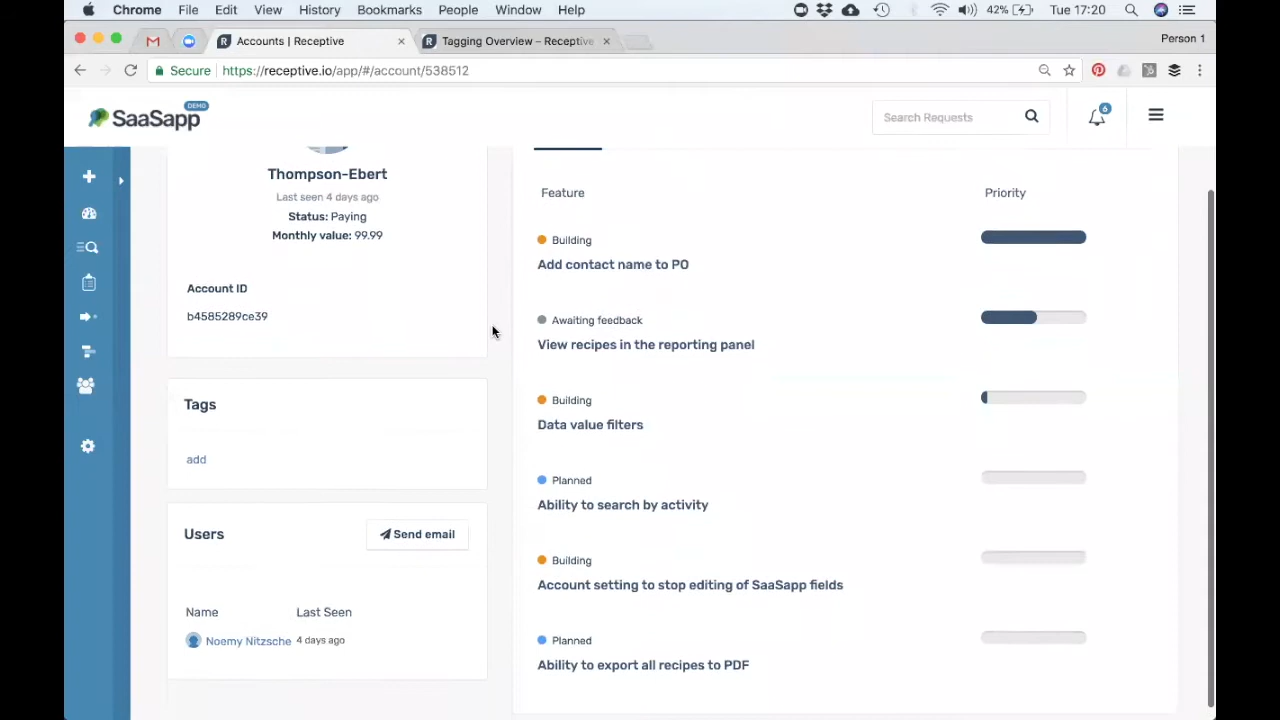 Chrome File Edit View History Bookmarks People Window Help 42% Tue 17:20
Accounts | Receptive Tagging Overview – Receptive Person 1
Secure https://receptive.io/app/#/account/538512
SaaSapp DEMO Search Requests 6
Thompson-Ebert
Last seen 4 days ago
Status: Paying
Monthly value: 99.99
Account ID
b4585289ce39
Tags
add
Users Send email
Name Last Seen
Noemy Nitzsche 4 days ago
Feature Priority
Building
Add contact name to PO
Awaiting feedback
View recipes in the reporting panel
Building
Data value filters
Planned
Ability to search by activity
Building
Account setting to stop editing of SaaSapp fields
Planned
Ability to export all recipes to PDF